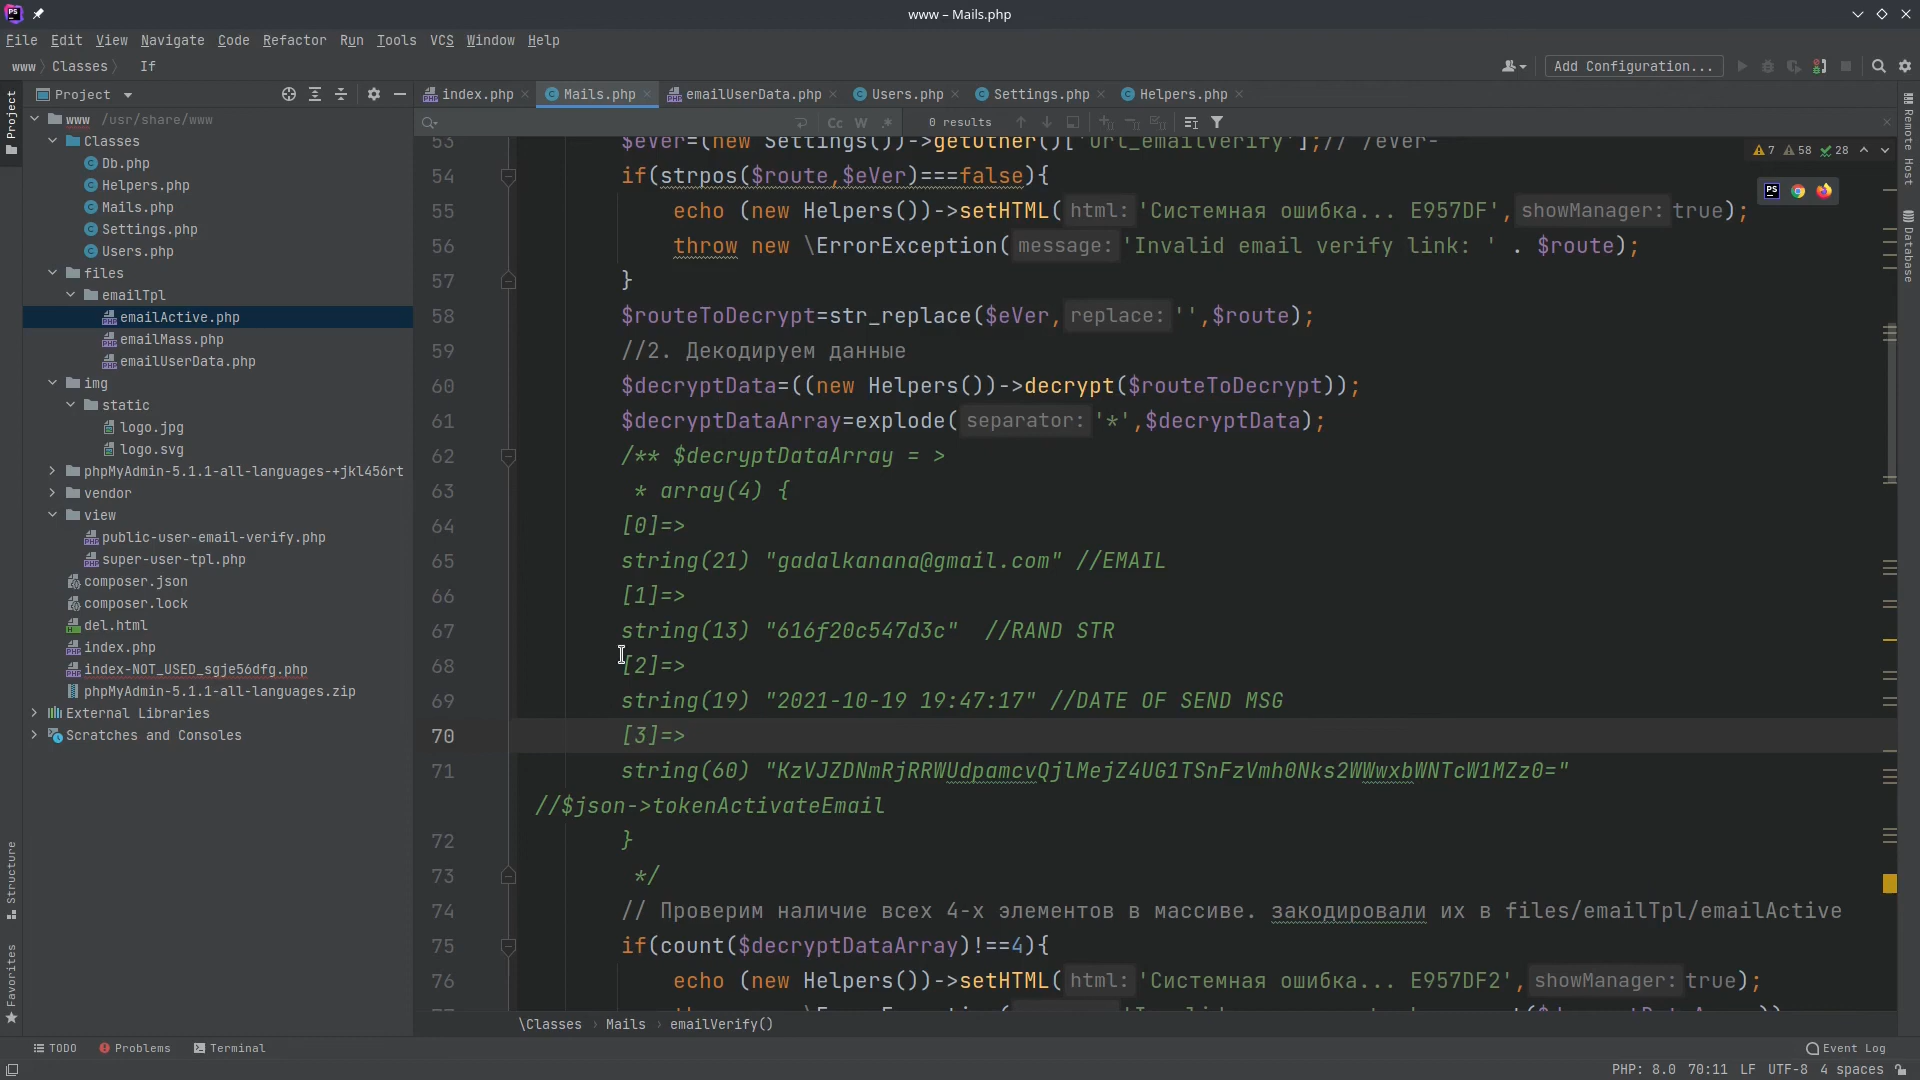 www – Mails.php
File Edit View Navigate Code Refactor Run Tools VCS Window Help
www Classes If
Add Configuration...
Project
index.php Mails.php emailUserData.php Users.php Settings.php Helpers.php
Cc W .* 0 results
7 58 28
Project
Structure
Favorites
Remote Host
Database
www /usr/share/www
Classes
Db.php
Helpers.php
Mails.php
Settings.php
Users.php
files
emailTpl
emailActive.php
emailMass.php
emailUserData.php
img
static
logo.jpg
logo.svg
phpMyAdmin-5.1.1-all-languages-+jkl456rt
vendor
view
public-user-email-verify.php
super-user-tpl.php
composer.json
composer.lock
del.html
index.php
index-NOT_USED_sgje56dfg.php
phpMyAdmin-5.1.1-all-languages.zip
External Libraries
Scratches and Consoles
53 $eVer=(new Settings())->getOther()['url_emailVerify'];// /eVer-
54 if(strpos($route,$eVer)===false){
55 echo (new Helpers())->setHTML( html: 'Системная ошибка... E957DF', showManager: true);
56 throw new \ErrorException( message: 'Invalid email verify link: ' . $route);
57 }
58 $routeToDecrypt=str_replace($eVer, replace: '',$route);
59 //2. Декодируем данные
60 $decryptData=((new Helpers())->decrypt($routeToDecrypt));
61 $decryptDataArray=explode( separator: '*',$decryptData);
62 /** $decryptDataArray = >
63 * array(4) {
64 [0]=>
65 string(21) "gadalkanana@gmail.com" //EMAIL
66 [1]=>
67 string(13) "616f20c547d3c" //RAND STR
68 [2]=>
69 string(19) "2021-10-19 19:47:17" //DATE OF SEND MSG
70 [3]=>
71 string(60) "KzVJZDNmRjRRWUdpamcvQjlMejZ4UG1TSnFzVmh0Nks2WWwxbWNTcW1MZz0="
//$json->tokenActivateEmail
72 }
73 */
74 // Проверим наличие всех 4-х элементов в массиве. закодировали их в files/emailTpl/emailActive
75 if(count($decryptDataArray)!==4){
76 echo (new Helpers())->setHTML( html: 'Системная ошибка... E957DF2', showManager: true);
\Classes Mails emailVerify()
TODO Problems Terminal Event Log
PHP: 8.0 70:11 LF UTF-8 4 spaces